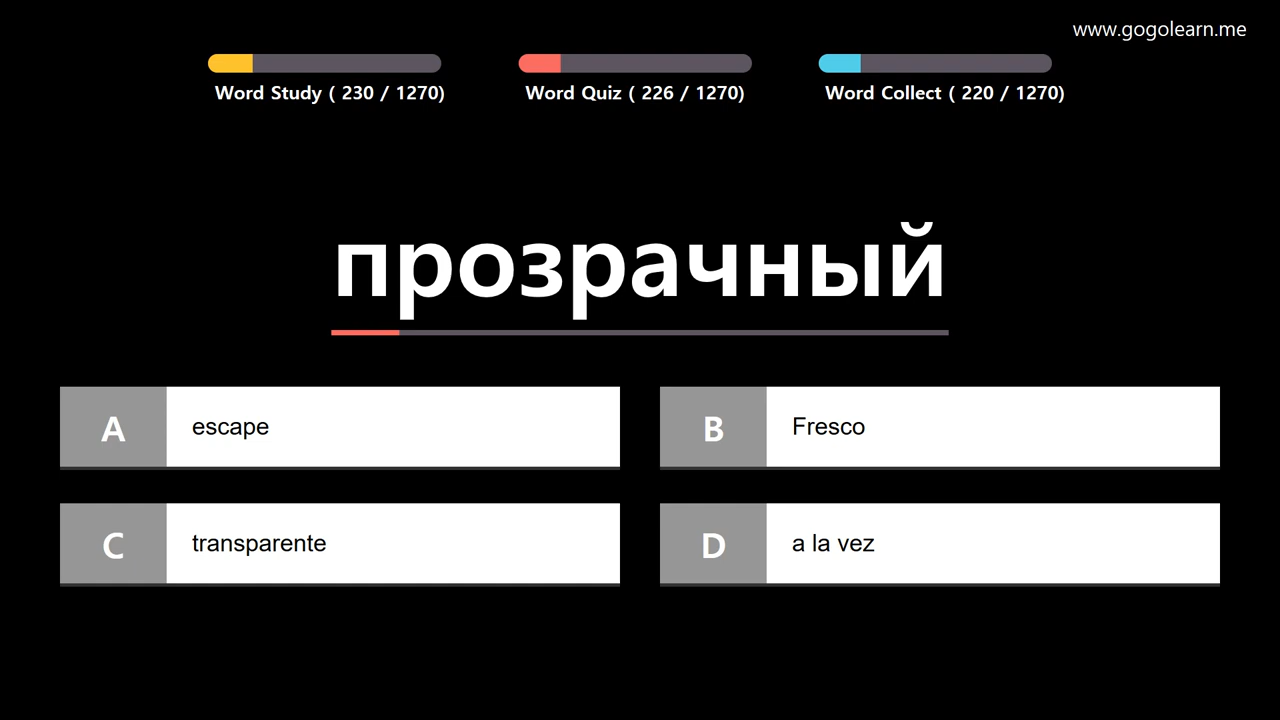 www.gogolearn.me
Word Study ( 230 / 1270)
Word Quiz ( 226 / 1270)
Word Collect ( 220 / 1270)
прозрачный
A escape
B Fresco
C transparente
D a la vez